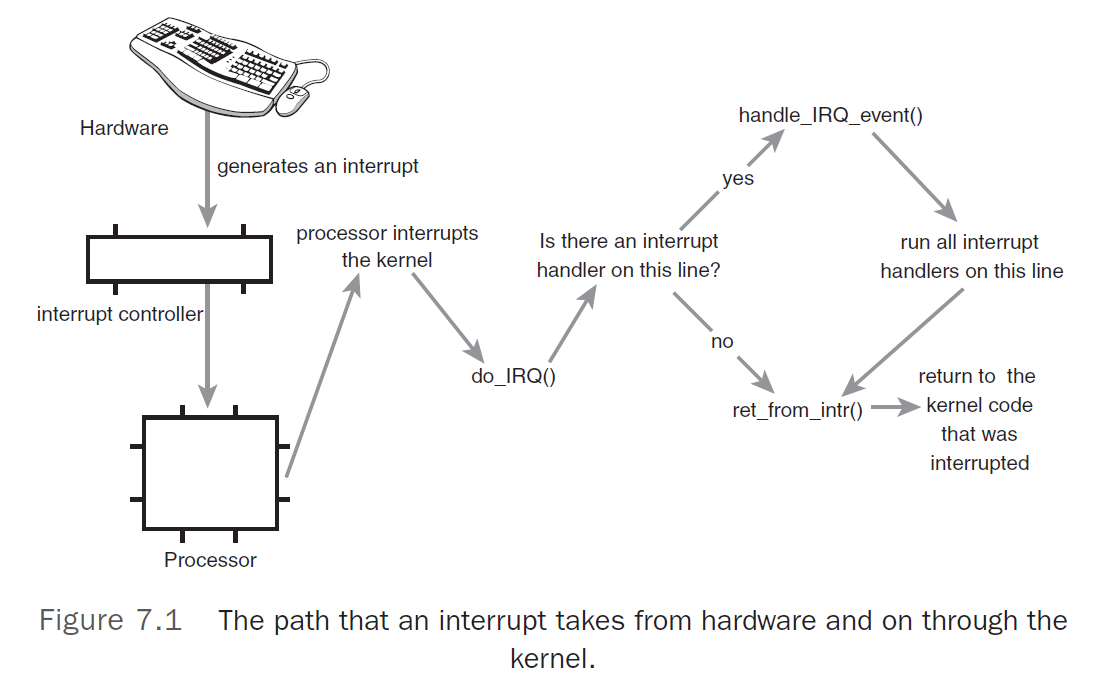 Hardware
generates an interrupt
interrupt controller
Processor
processor interrupts
the kernel
do_IRQ()
Is there an interrupt
handler on this line?
yes
no
handle_IRQ_event()
run all interrupt
handlers on this line
ret_from_intr()
return to the
kernel code
that was
interrupted
Figure 7.1 The path that an interrupt takes from hardware and on through the
kernel.